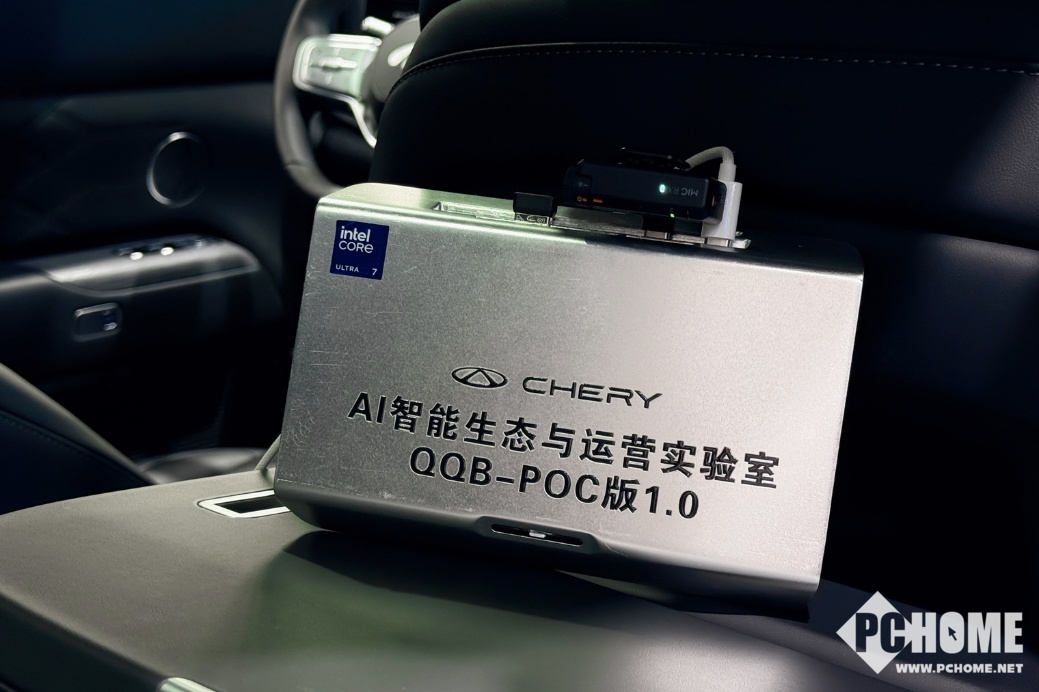 intel
CORE
ULTRA 7
CHERY
AI智能生态与运营实验室
QQB-POC版1.0
PCHOME
WWW.PCHOME.NET